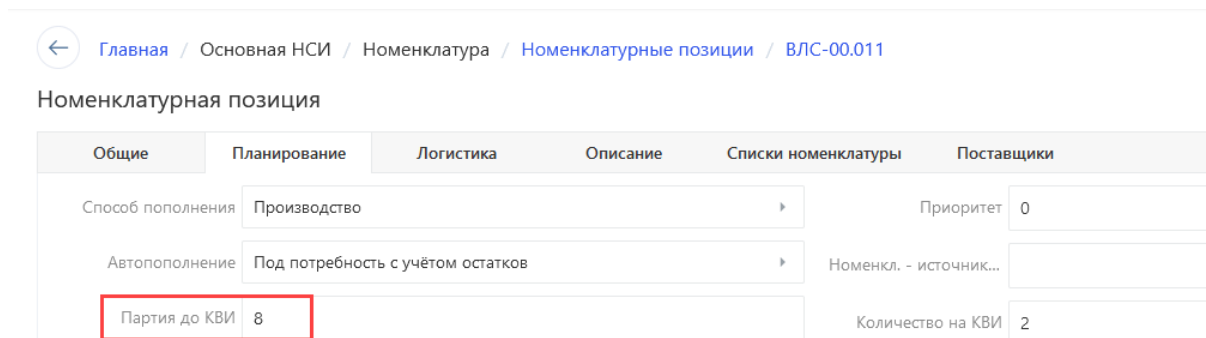 Главная / Основная НСИ / Номенклатура / Номенклатурные позиции / ВЛС-00.011
Номенклатурная позиция
Общие Планирование Логистика Описание Списки номенклатуры Поставщики
Способ пополнения Производство Приоритет 0
Автопополнение Под потребность с учётом остатков Номенкл. - источник...
Партия до КВИ 8 Количество на КВИ 2